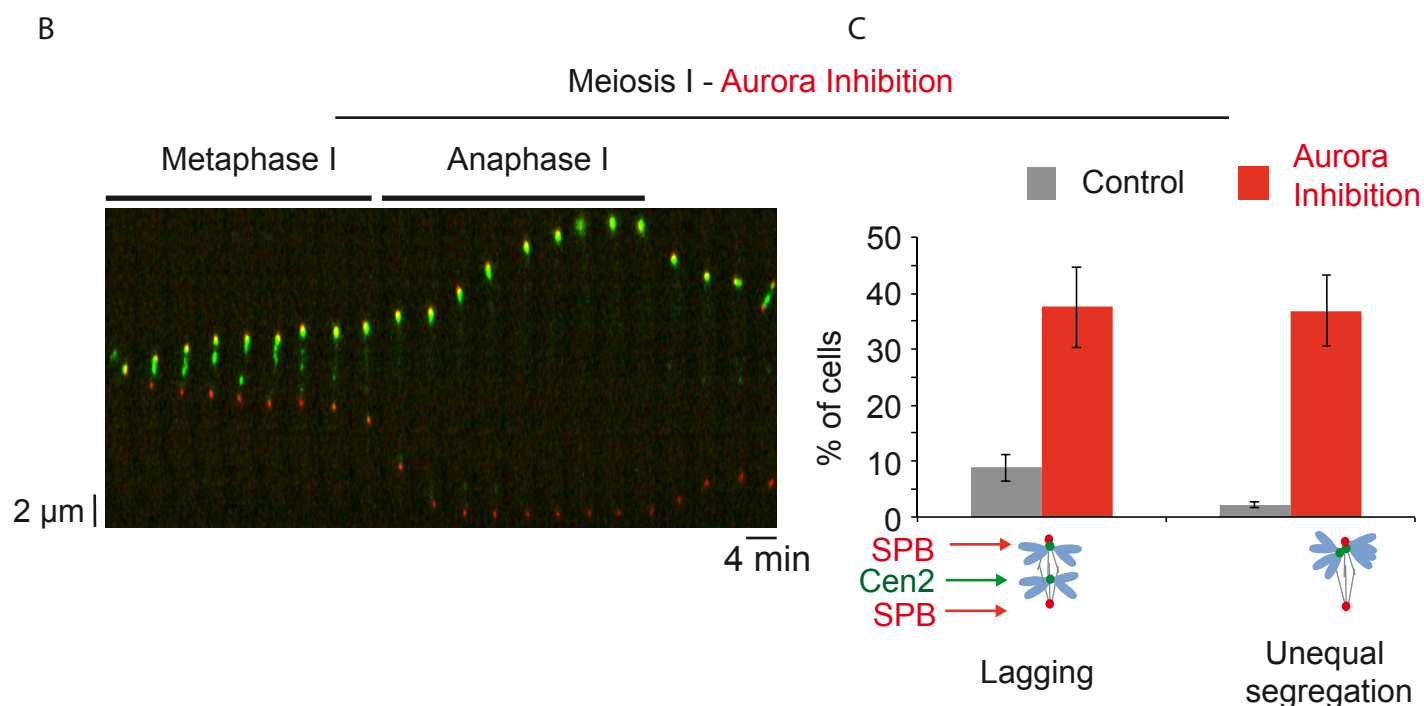 B
C
Meiosis I - Aurora Inhibition
Metaphase I
Anaphase I
2 μm
4 min
Control
Aurora
Inhibition
% of cells
50
40
30
20
10
0
SPB
Cen2
SPB
Lagging
Unequal
segregation